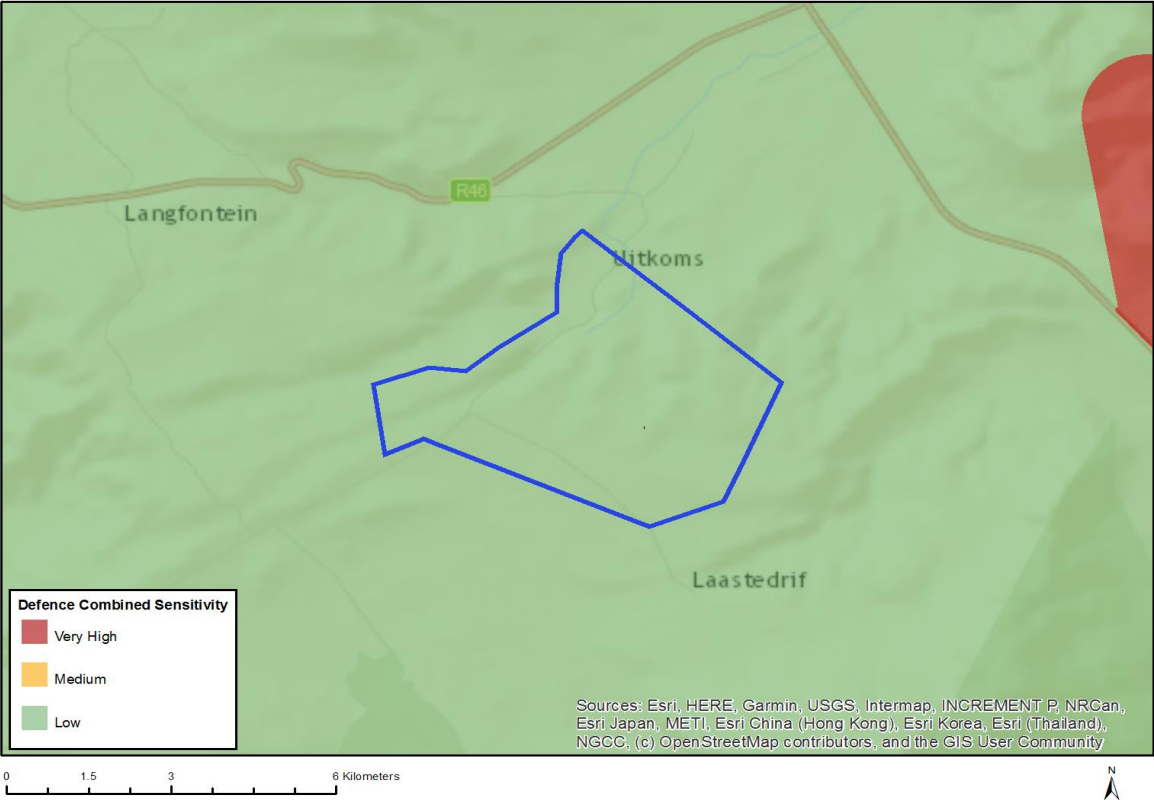 R46
Langfontein
Uitkoms
Laastedrif
Defence Combined Sensitivity
Very High
Medium
Low
Sources: Esri, HERE, Garmin, USGS, Intermap, INCREMENT P, NRCan,
Esri Japan, METI, Esri China (Hong Kong), Esri Korea, Esri (Thailand),
NGCC, (c) OpenStreetMap contributors, and the GIS User Community
0 1.5 3 6 Kilometers
N